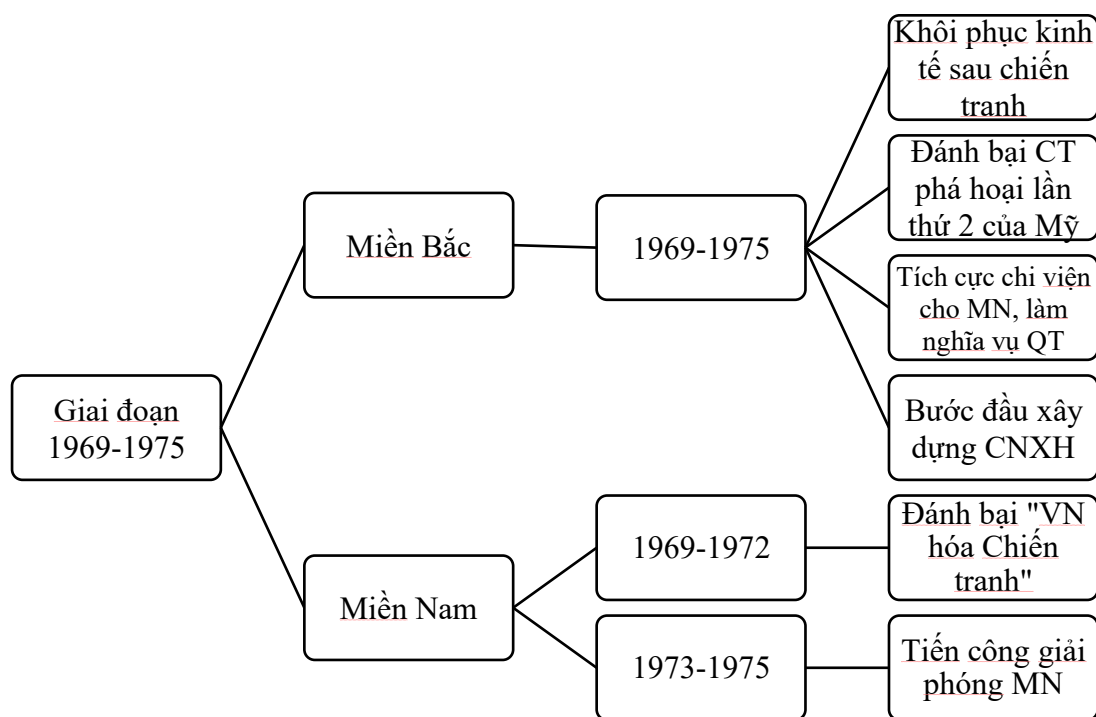 Giai đoạn
1969-1975
Miền Bắc
1969-1975
Khôi phục kinh
tế sau chiến
tranh
Đánh bại CT
phá hoại lần
thứ 2 của Mỹ
Tích cực chi viện
cho MN, làm
nghĩa vụ QT
Bước đầu xây
dựng CNXH
Miền Nam
1969-1972
Đánh bại "VN
hóa Chiến
tranh"
1973-1975
Tiến công giải
phóng MN